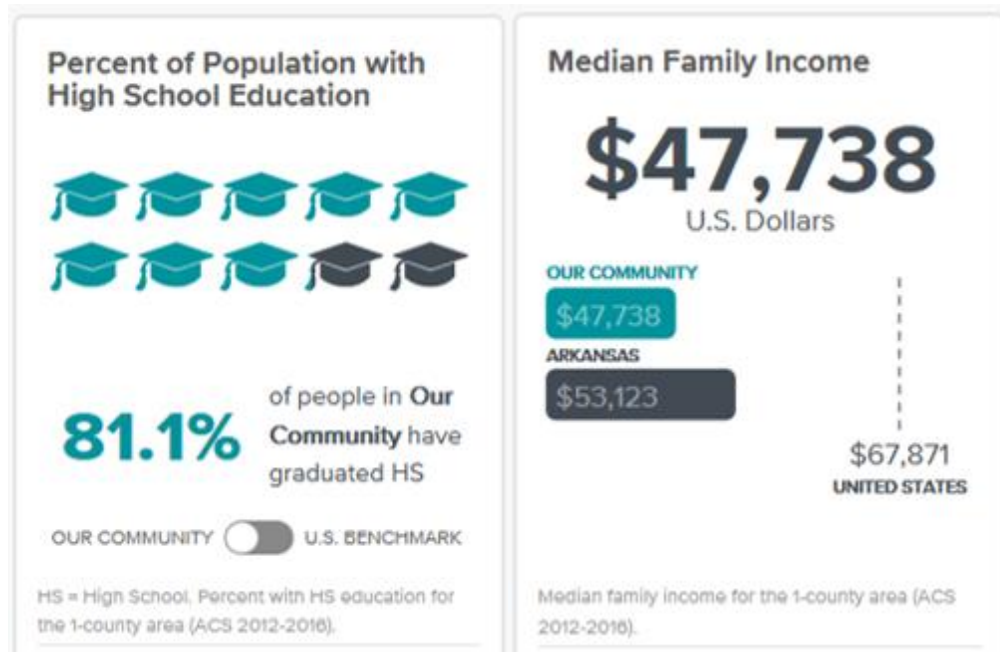 Percent of Population with
High School Education
81.1%
of people in Our
Community have
graduated HS
OUR COMMUNITY
U.S. BENCHMARK
HS = High School. Percent with HS education for
the 1-county area (ACS 2012-2016).
Median Family Income
$47,738
U.S. Dollars
OUR COMMUNITY
$47,738
ARKANSAS
$53,123
$67,871
UNITED STATES
Median family income for the 1-county area (ACS
2012-2016).